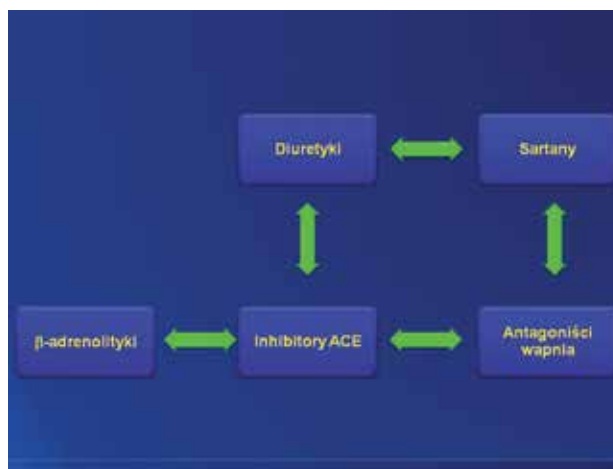 Diuretyki
Sartany
β-adrenolityki
Inhibitory ACE
Antagoniści
wapnia